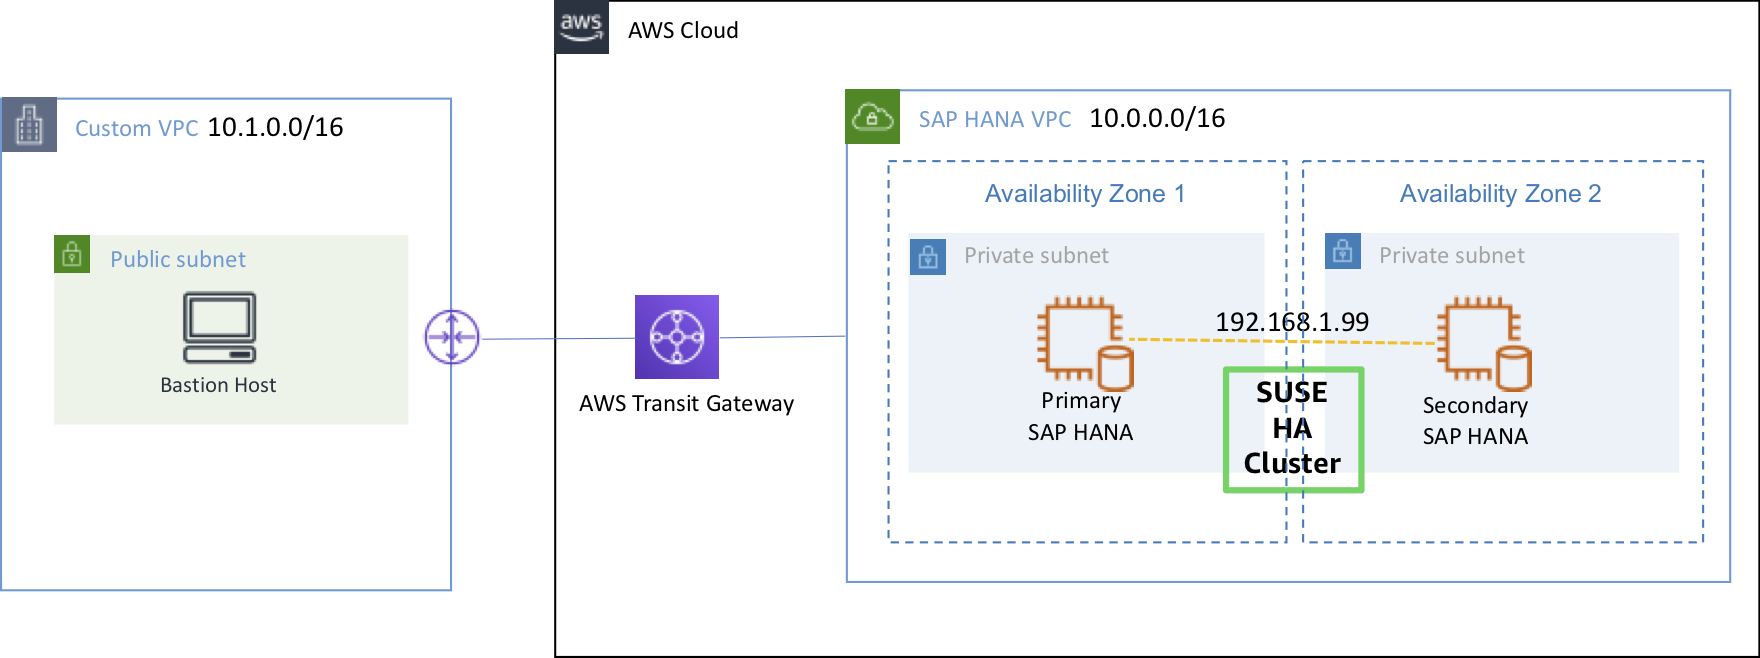 aws
AWS Cloud
Custom VPC 10.1.0.0/16
Public subnet
Bastion Host
AWS Transit Gateway
SAP HANA VPC 10.0.0.0/16
Availability Zone 1
Private subnet
Primary
SAP HANA
192.168.1.99
SUSE
HA
Cluster
Availability Zone 2
Private subnet
Secondary
SAP HANA